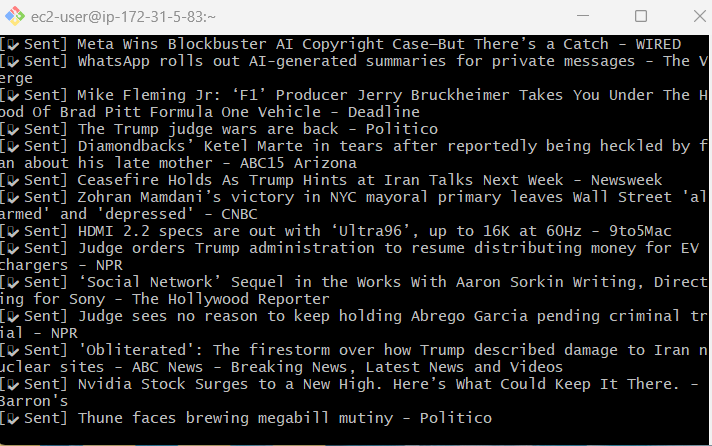 ec2-user@ip-172-31-5-83:~
[✔ Sent] Meta Wins Blockbuster AI Copyright Case—But There’s a Catch - WIRED
[✔ Sent] WhatsApp rolls out AI-generated summaries for private messages - The V
erge
[✔ Sent] Mike Fleming Jr: ‘F1’ Producer Jerry Bruckheimer Takes You Under The H
ood Of Brad Pitt Formula One Vehicle - Deadline
[✔ Sent] The Trump judge wars are back - Politico
[✔ Sent] Diamondbacks’ Ketel Marte in tears after reportedly being heckled by f
an about his late mother - ABC15 Arizona
[✔ Sent] Ceasefire Holds As Trump Hints at Iran Talks Next Week - Newsweek
[✔ Sent] Zohran Mamdani’s victory in NYC mayoral primary leaves Wall Street 'al
armed' and 'depressed' - CNBC
[✔ Sent] HDMI 2.2 specs are out with ‘Ultra96’, up to 16K at 60Hz - 9to5Mac
[✔ Sent] Judge orders Trump administration to resume distributing money for EV
chargers - NPR
[✔ Sent] ‘Social Network’ Sequel in the Works With Aaron Sorkin Writing, Direct
ing for Sony - The Hollywood Reporter
[✔ Sent] Judge sees no reason to keep holding Abrego Garcia pending criminal tr
ial - NPR
[✔ Sent] 'Obliterated': The firestorm over how Trump described damage to Iran n
uclear sites - ABC News - Breaking News, Latest News and Videos
[✔ Sent] Nvidia Stock Surges to a New High. Here’s What Could Keep It There. -
Barron's
[✔ Sent] Thune faces brewing megabill mutiny - Politico